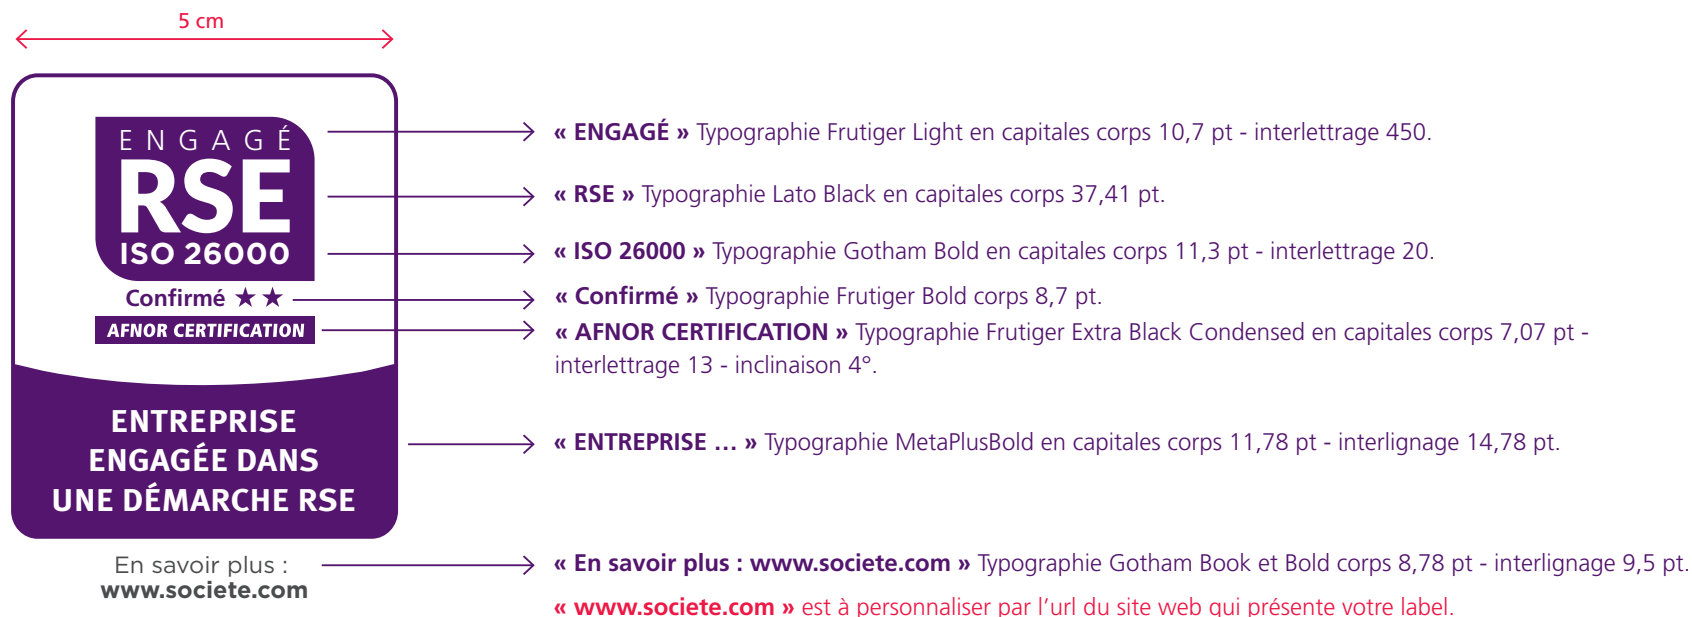 5 cm
ENGAGÉ
RSE
ISO 26000
Confirmé ★★
AFNOR CERTIFICATION
ENTREPRISE
ENGAGÉE DANS
UNE DÉMARCHE RSE
En savoir plus :
www.societe.com
« ENGAGÉ » Typographie Frutiger Light en capitales corps 10,7 pt - interlettrage 450.
« RSE » Typographie Lato Black en capitales corps 37,41 pt.
« ISO 26000 » Typographie Gotham Bold en capitales corps 11,3 pt - interlettrage 20.
« Confirmé » Typographie Frutiger Bold corps 8,7 pt.
« AFNOR CERTIFICATION » Typographie Frutiger Extra Black Condensed en capitales corps 7,07 pt -
interlettrage 13 - inclinaison 4°.
« ENTREPRISE … » Typographie MetaPlusBold en capitales corps 11,78 pt - interlignage 14,78 pt.
« En savoir plus : www.societe.com » Typographie Gotham Book et Bold corps 8,78 pt - interlignage 9,5 pt.
« www.societe.com » est à personnaliser par l’url du site web qui présente votre label.